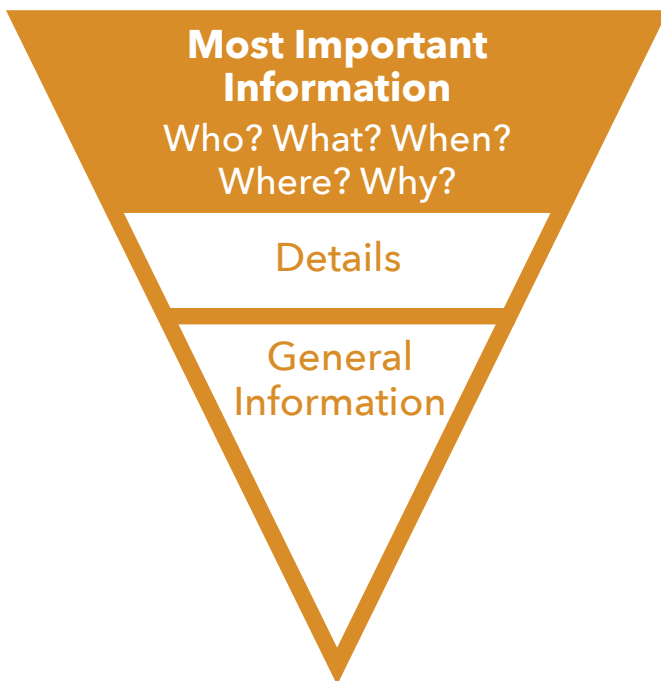 Most Important
Information
Who? What? When?
Where? Why?
Details
General
Information